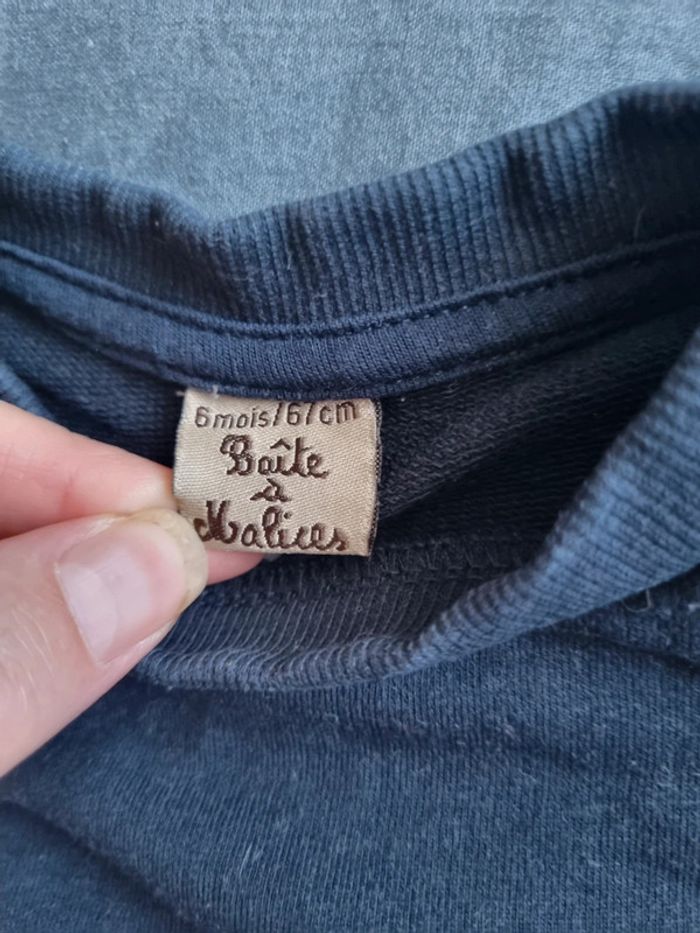 6mois/67cm
Boîte
à
Malices